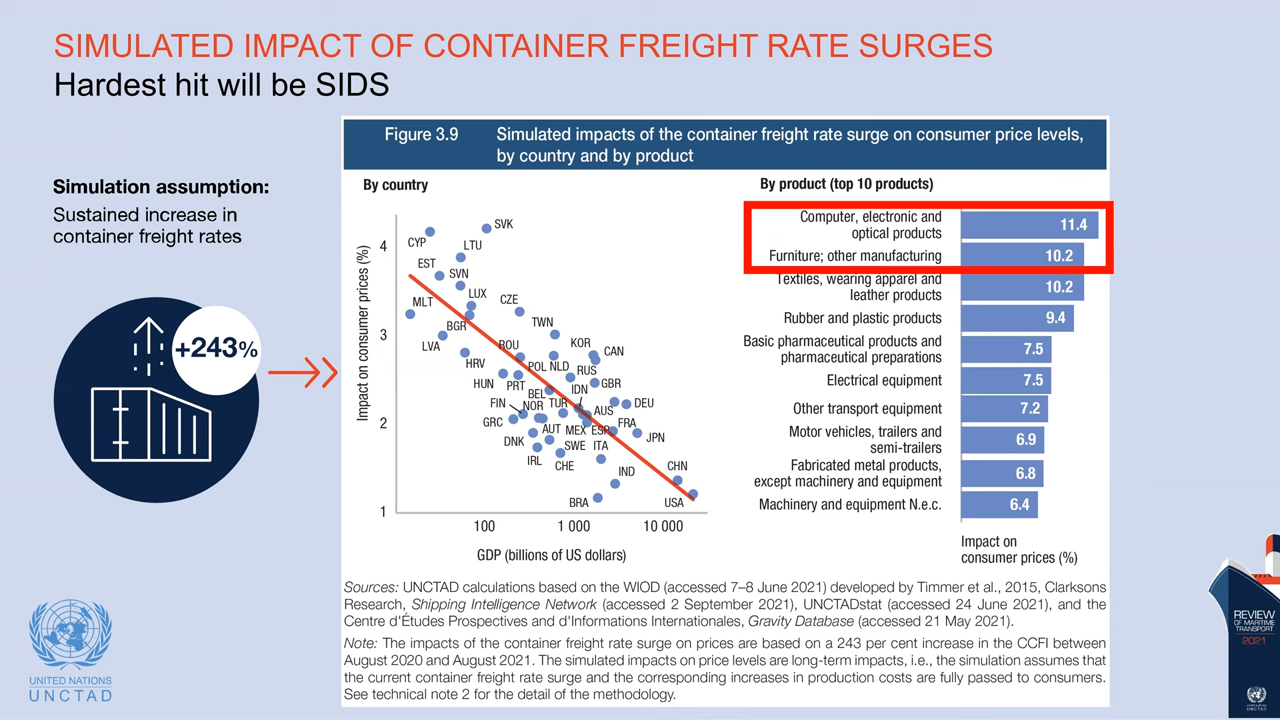 SIMULATED IMPACT OF CONTAINER FREIGHT RATE SURGES
Hardest hit will be SIDS
Simulation assumption:
Sustained increase in
container freight rates
+243%
Figure 3.9 Simulated impacts of the container freight rate surge on consumer price levels,
by country and by product
By country
Impact on consumer prices (%)
4
3
2
1
SVK
CYP
LTU
EST
SVN
LUX
MLT
CZE
BGR
TWN
LVA
ROU
KOR
CAN
HRV
POL
NLD
RUS
HUN
PRT
BEL
IDN
GBR
FIN
NOR
TUR
AUS
DEU
GRC
AUT
MEX
ESP
FRA
DNK
SWE
ITA
JPN
IRL
CHE
IND
CHN
BRA
USA
100
1 000
10 000
GDP (billions of US dollars)
By product (top 10 products)
Computer, electronic and
optical products
11.4
Furniture; other manufacturing
10.2
Textiles, wearing apparel and
leather products
10.2
Rubber and plastic products
9.4
Basic pharmaceutical products and
pharmaceutical preparations
7.5
Electrical equipment
7.5
Other transport equipment
7.2
Motor vehicles, trailers and
semi-trailers
6.9
Fabricated metal products,
except machinery and equipment
6.8
Machinery and equipment N.e.c.
6.4
Impact on
consumer prices (%)
Sources: UNCTAD calculations based on the WIOD (accessed 7–8 June 2021) developed by Timmer et al., 2015, Clarksons
Research, Shipping Intelligence Network (accessed 2 September 2021), UNCTADstat (accessed 24 June 2021), and the
Centre d'Études Prospectives et d'Informations Internationales, Gravity Database (accessed 21 May 2021).
Note: The impacts of the container freight rate surge on prices are based on a 243 per cent increase in the CCFI between
August 2020 and August 2021. The simulated impacts on price levels are long-term impacts, i.e., the simulation assumes that
the current container freight rate surge and the corresponding increases in production costs are fully passed to consumers.
See technical note 2 for the detail of the methodology.
UNITED NATIONS
UNCTAD
REVIEW
OF MARITIME
TRANSPORT
2021
UNCTAD